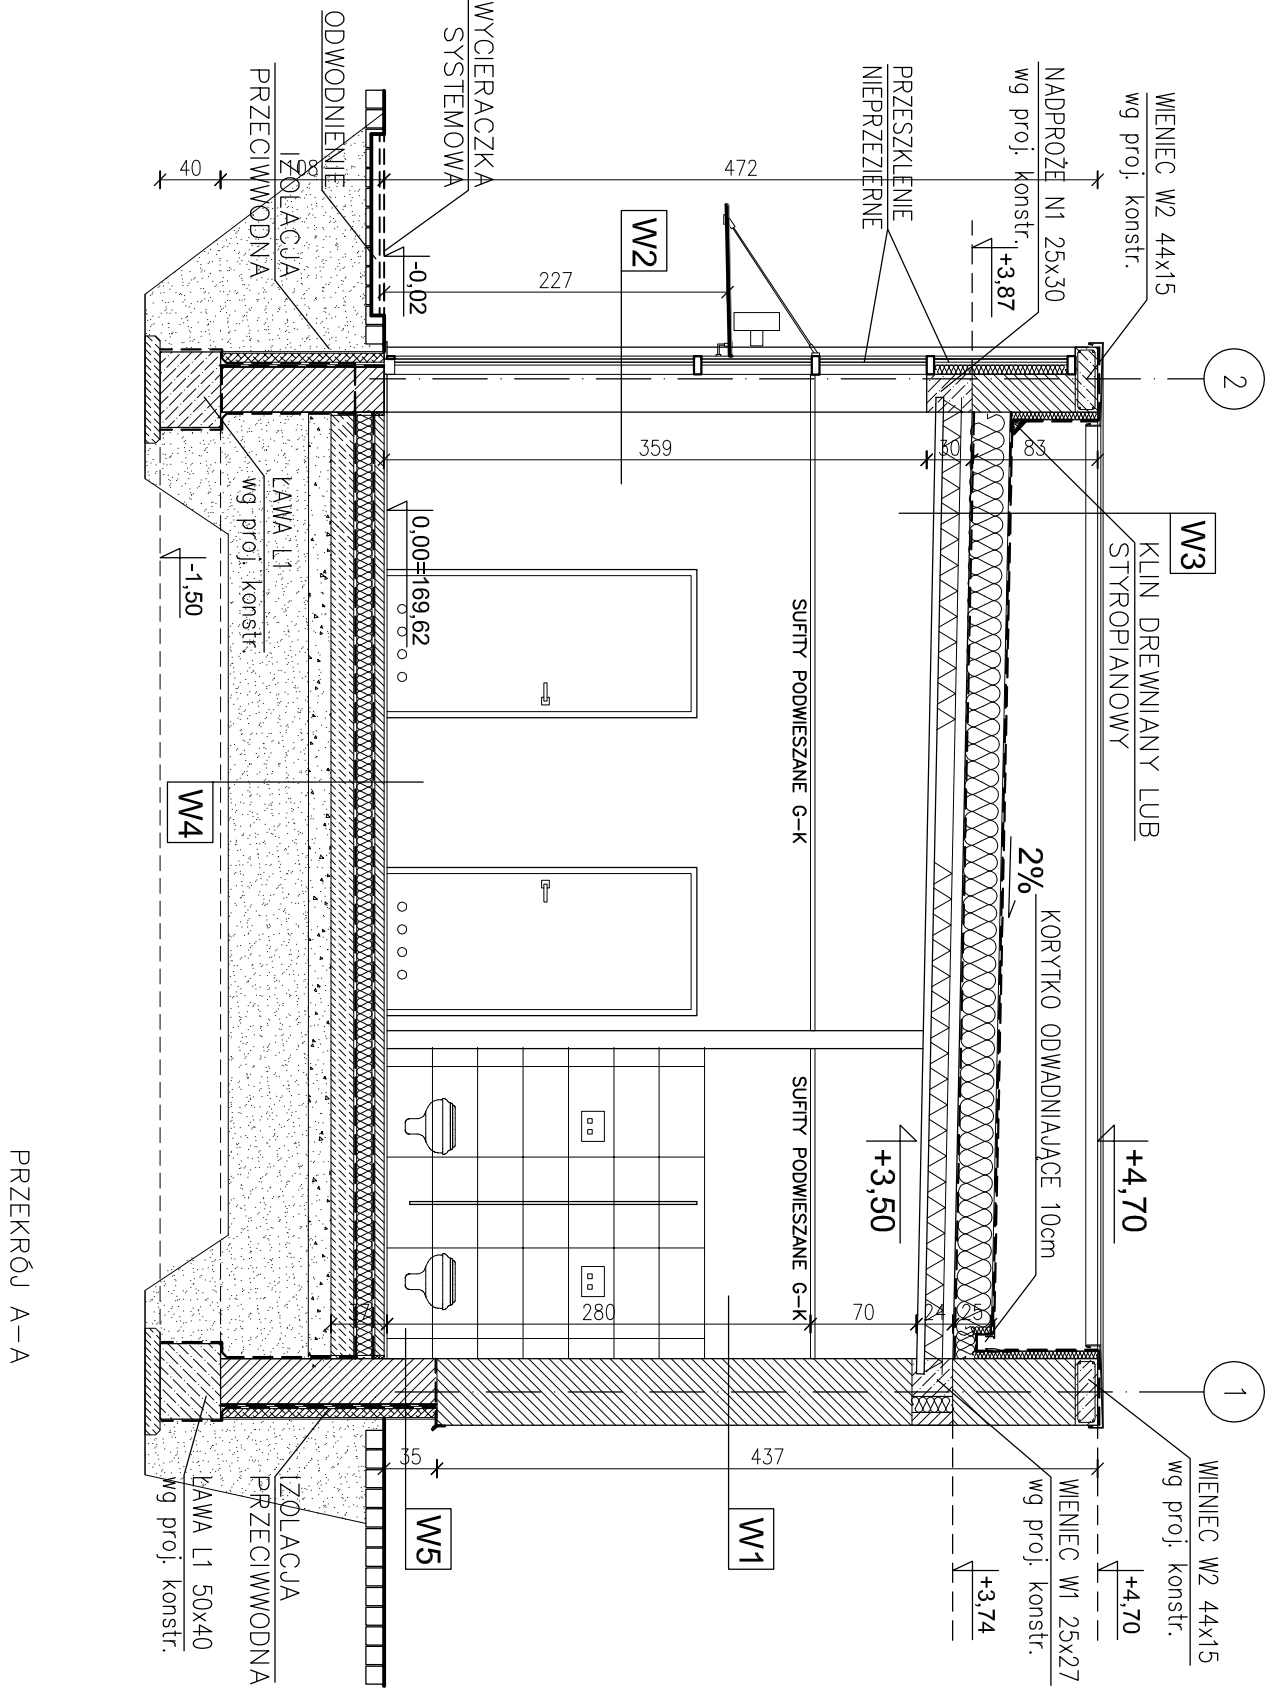 WIENIEC W2 44x15
wg proj. konstr.
NADPROŻE N1 25x30
wg proj. konstr.
PRZESZKLENIE
NIEPRZEZIERNE
WYCIERACZKA
SYSTEMOWA
ODWODNIENIE
IZOLACJA
PRZECIWWODNA
2
472
108
40
+3,87
-0,02
227
W2
83
30
359
W3
KLIN DREWNIANY LUB
STYROPIANOWY
ŁAWA L1
wg proj. konstr.
0,00=169,62
-1,50
SUFITY PODWIESZANE G-K
W4
2%
KORYTKO ODWADNIAJĄCE 10cm
SUFITY PODWIESZANE G-K
+4,70
+3,50
25
24
70
280
1
437
35
WIENIEC W2 44x15
wg proj. konstr.
WIENIEC W1 25x27
wg proj. konstr.
W1
W5
+4,70
+3,74
IZOLACJA
PRZECIWWODNA
ŁAWA L1 50x40
wg proj. konstr.
PRZEKRÓJ A-A